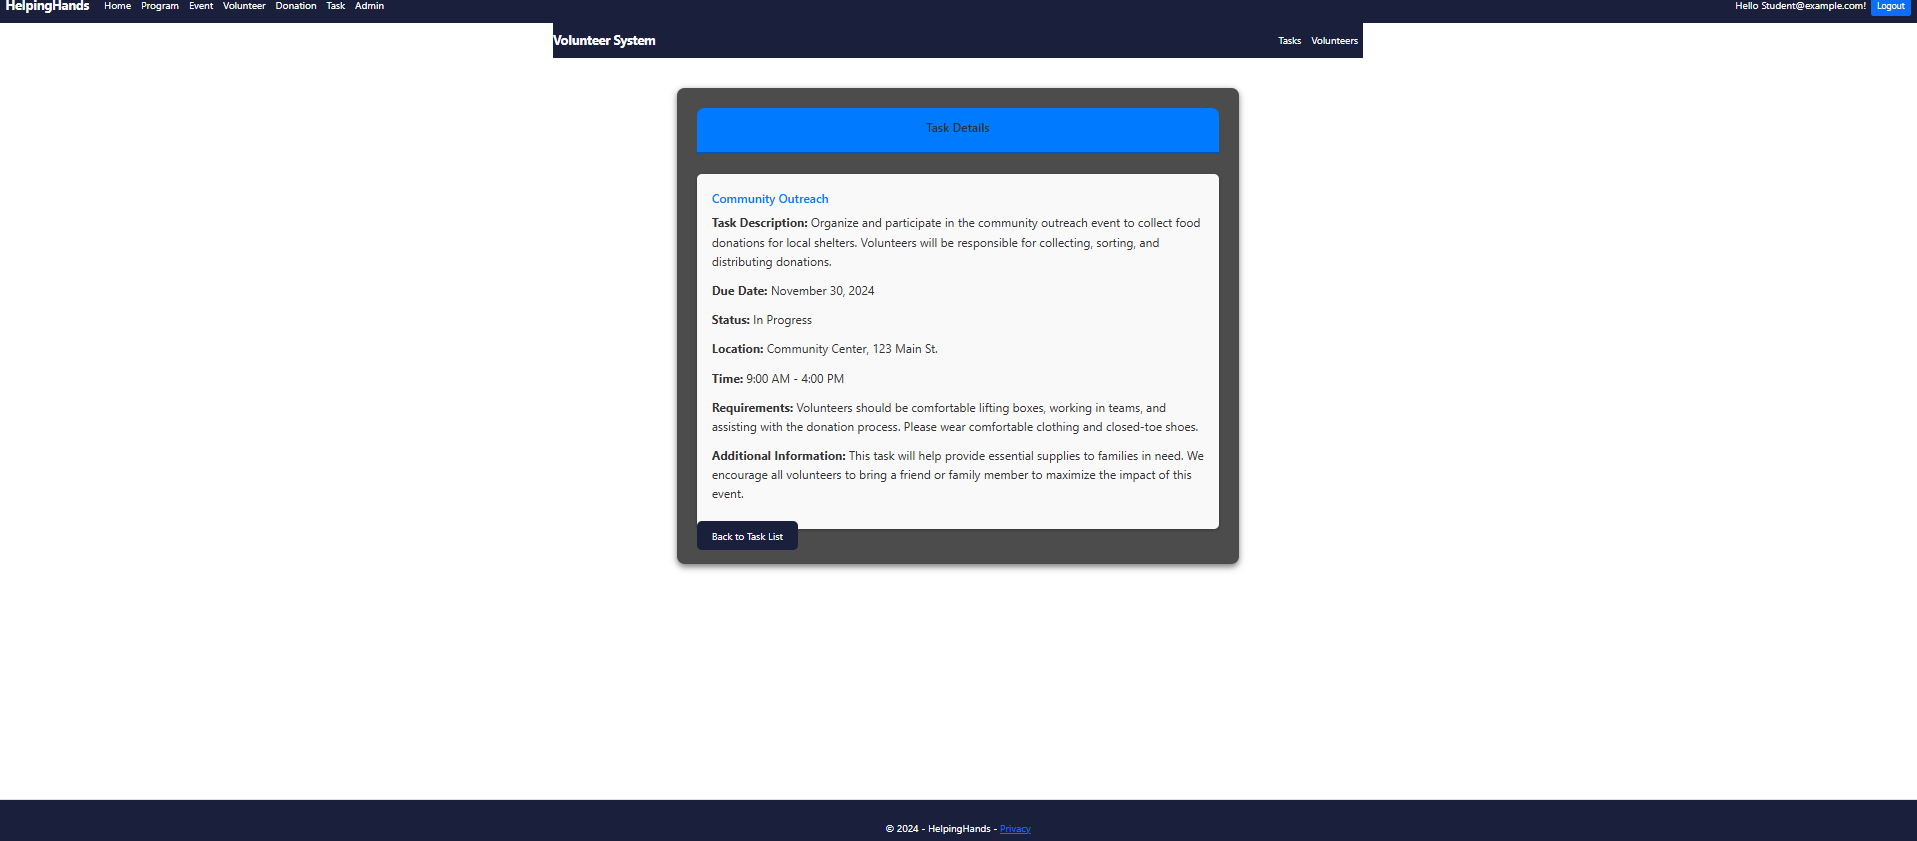 HelpingHands Home Program Event Volunteer Donation Task Admin Hello Student@example.com! Logout
Volunteer System Tasks Volunteers
Task Details
Community Outreach
Task Description: Organize and participate in the community outreach event to collect food
donations for local shelters. Volunteers will be responsible for collecting, sorting, and
distributing donations.
Due Date: November 30, 2024
Status: In Progress
Location: Community Center, 123 Main St.
Time: 9:00 AM - 4:00 PM
Requirements: Volunteers should be comfortable lifting boxes, working in teams, and
assisting with the donation process. Please wear comfortable clothing and closed-toe shoes.
Additional Information: This task will help provide essential supplies to families in need. We
encourage all volunteers to bring a friend or family member to maximize the impact of this
event.
Back to Task List
© 2024 - HelpingHands - Privacy